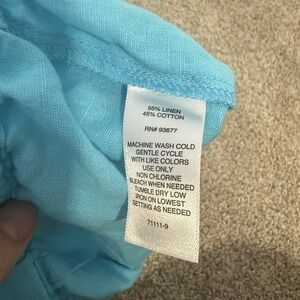 55% LINEN
45% COTTON
RN# 93677
MACHINE WASH COLD
GENTLE CYCLE
WITH LIKE COLORS
USE ONLY
NON CHLORINE
BLEACH WHEN NEEDED
TUMBLE DRY LOW
IRON ON LOWEST
SETTING AS NEEDED
71111-9